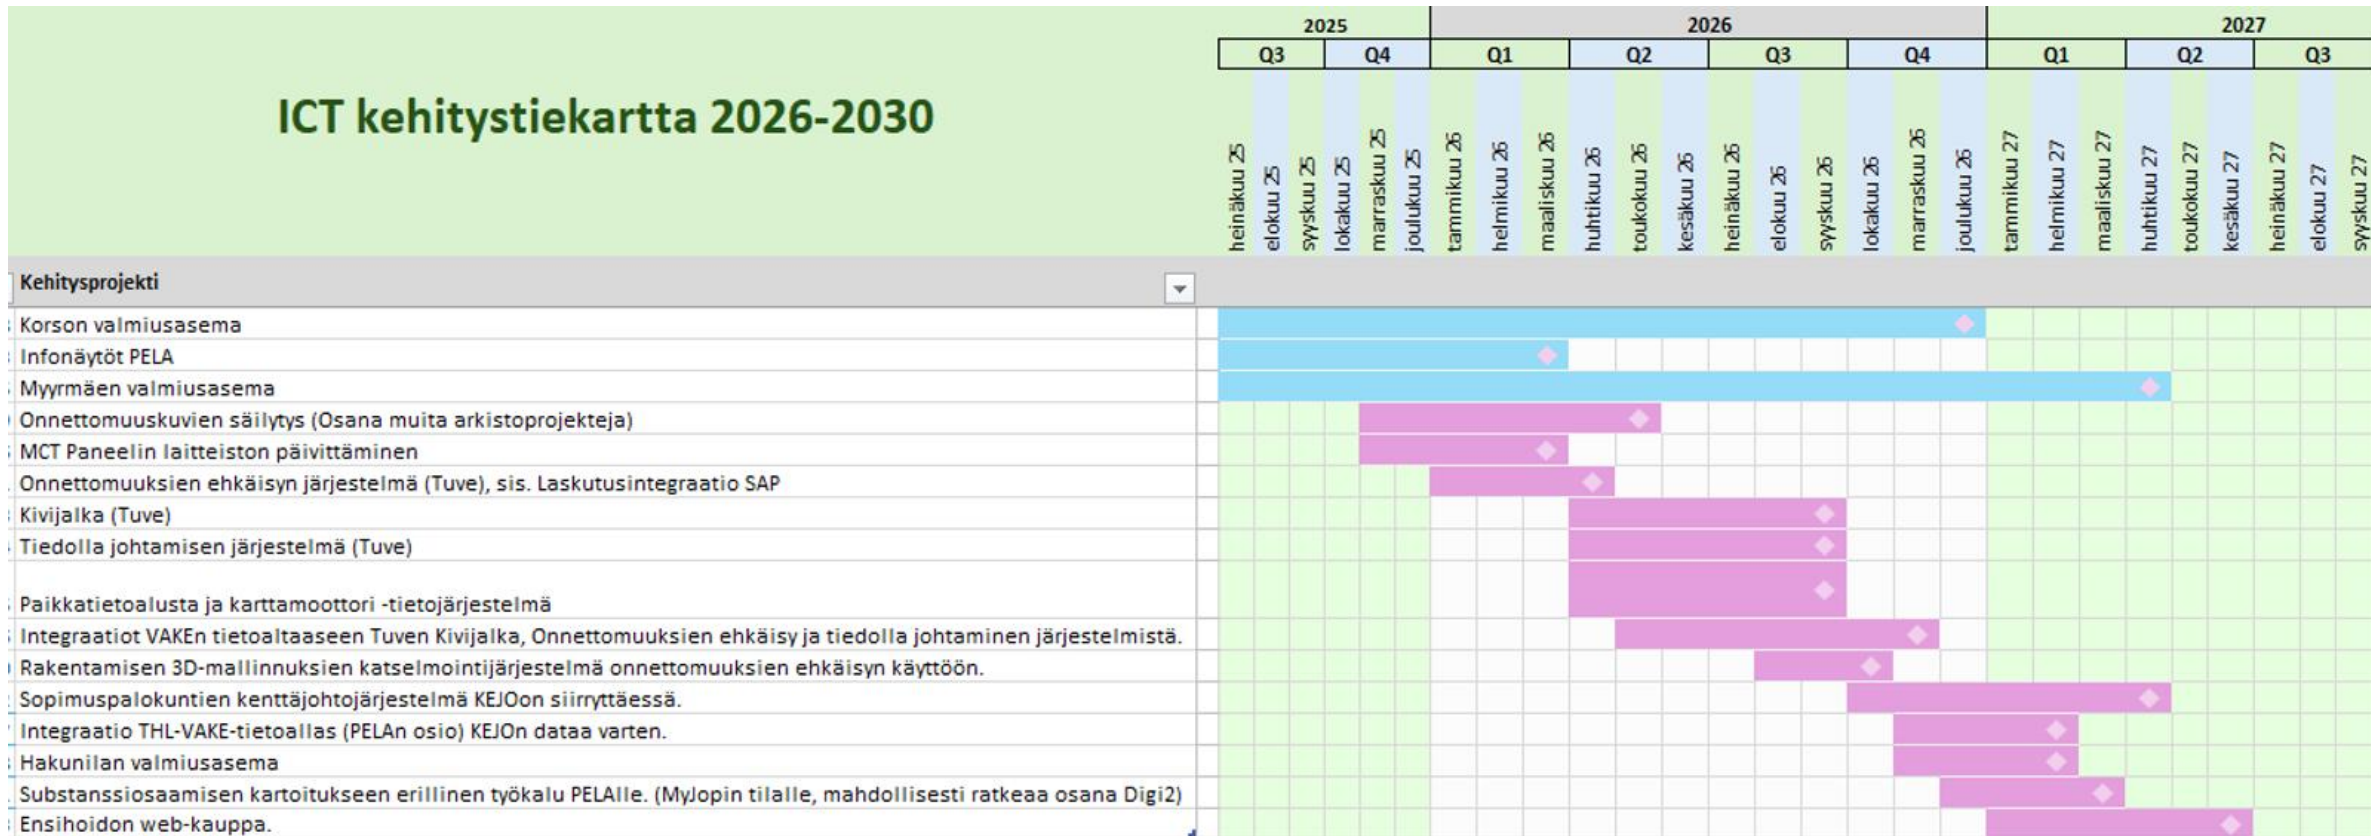 2025 2026 2027
Q3 Q4 Q1 Q2 Q3 Q4 Q1 Q2 Q3
ICT kehitystiekartta 2026-2030
heinäkuu 25 elokuu 25 syyskuu 25 lokakuu 25 marraskuu 25 joulukuu 25 tammikuu 26 helmikuu 26 maaliskuu 26 huhtikuu 26 toukokuu 26 kesäkuu 26 heinäkuu 26 elokuu 26 syyskuu 26 lokakuu 26 marraskuu 26 joulukuu 26 tammikuu 27 helmikuu 27 maaliskuu 27 huhtikuu 27 toukokuu 27 kesäkuu 27 heinäkuu 27 elokuu 27 syyskuu 27
Kehitysprojekti
Korson valmiusasema
Infonäytöt PELA
Myyrmäen valmiusasema
Onnettomuuskuvien säilytys (Osana muita arkistoprojekteja)
MCT Paneelin laitteiston päivittäminen
Onnettomuuksien ehkäisyn järjestelmä (Tuve), sis. Laskutusintegraatio SAP
Kivijalka (Tuve)
Tiedolla johtamisen järjestelmä (Tuve)
Paikkatietoalusta ja karttamoottori -tietojärjestelmä
Integraatiot VAKEn tietoaltaaseen Tuven Kivijalka, Onnettomuuksien ehkäisy ja tiedolla johtaminen järjestelmistä.
Rakentamisen 3D-mallinnuksien katselmointijärjestelmä onnettomuuksien ehkäisyn käyttöön.
Sopimuspalokuntien kenttäjohtojärjestelmä KEJOon siirryttäessä.
Integraatio THL-VAKE-tietoallas (PELAn osio) KEJOn dataa varten.
Hakunilan valmiusasema
Substanssiosaamisen kartoitukseen erillinen työkalu PELAlle. (MyJopin tilalle, mahdollisesti ratkeaa osana Digi2)
Ensihoidon web-kauppa.